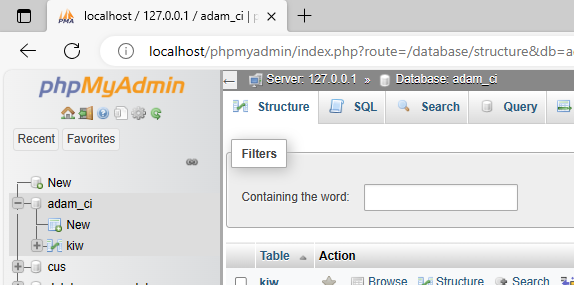 localhost / 127.0.0.1 / adam_ci | p
PMA
localhost/phpmyadmin/index.php?route=/database/structure&db=a
phpMyAdmin
Recent
Favorites
New
adam_ci
New
kiw
cus
Server: 127.0.0.1 » Database: adam_ci
Structure
SQL
Search
Query
Filters
Containing the word:
Table
Action
kiw
Browse
Structure
Search